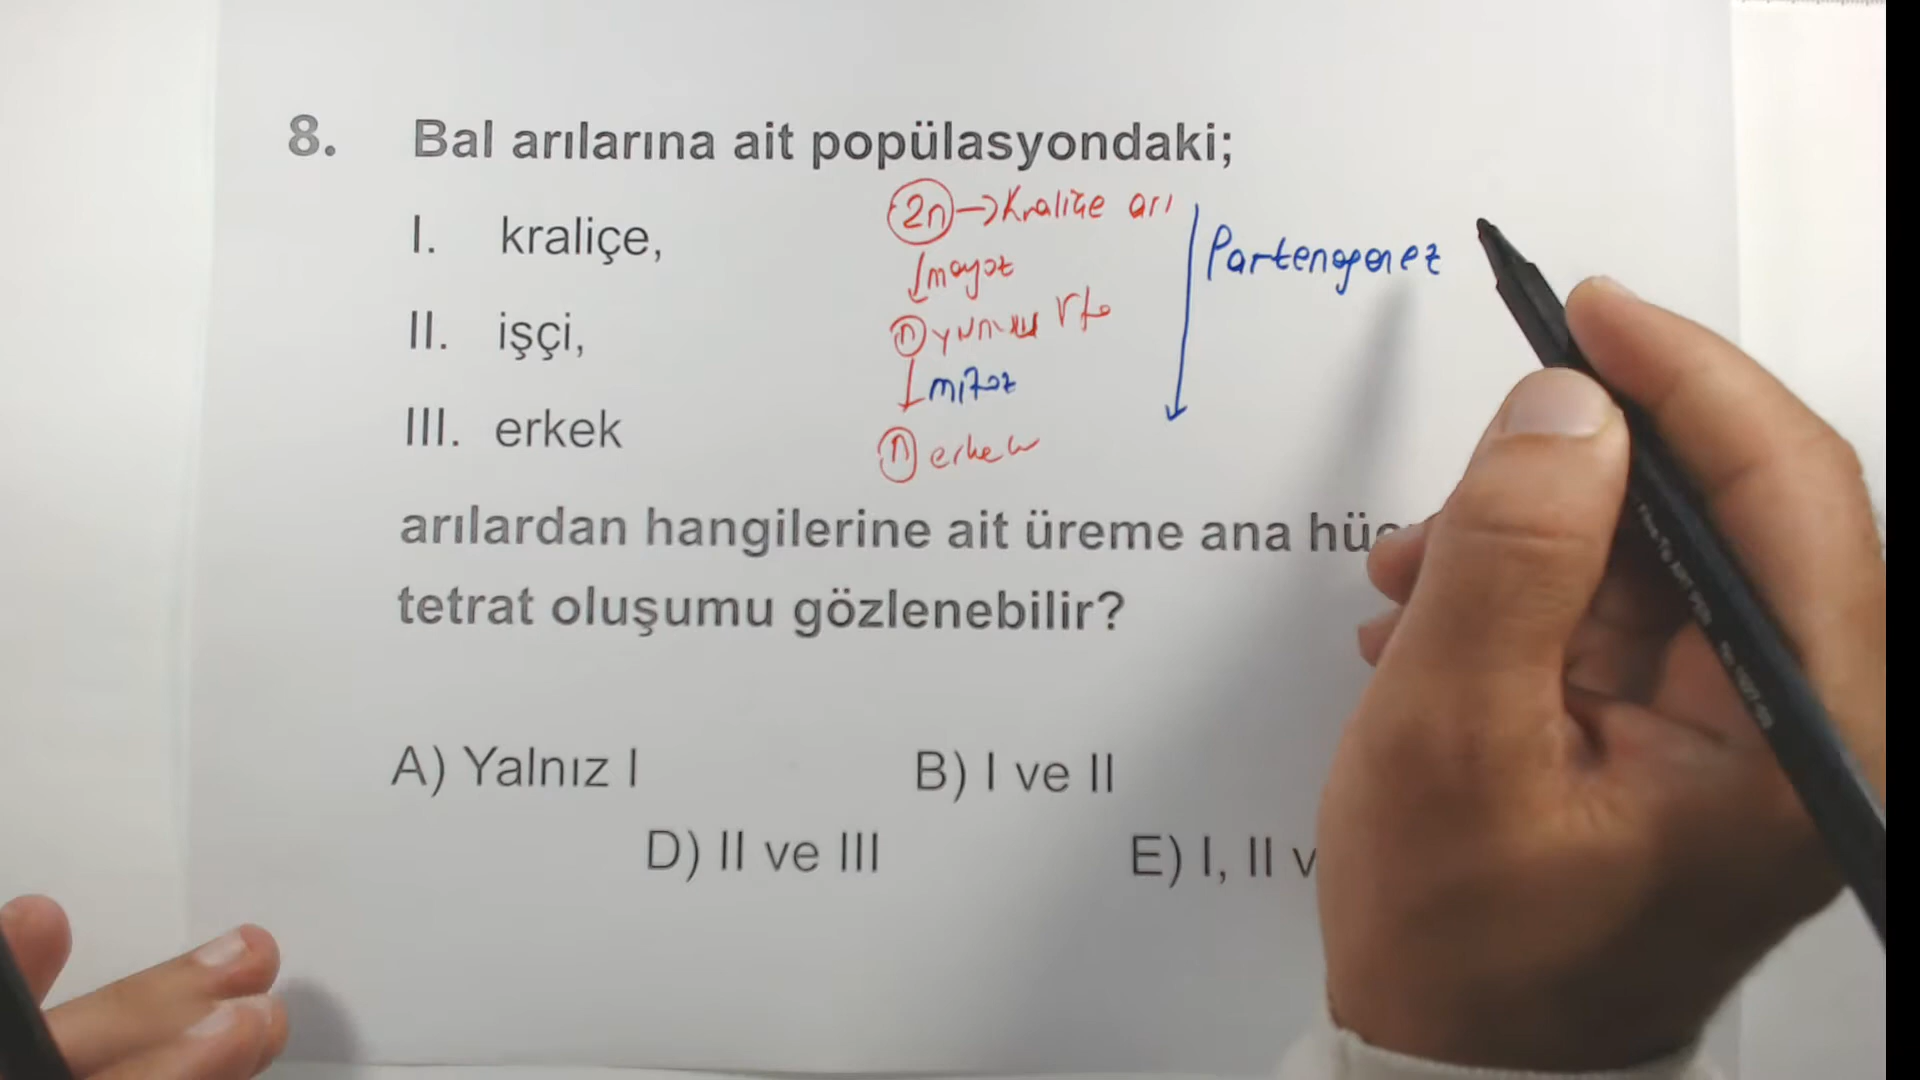 8. Bal arılarına ait popülasyondaki;
I. kraliçe,
II. işçi,
III. erkek
2n → Kraliçe arı
mayoz
n yumurta
mitoz
n erkek
Partenogenez
arılardan hangilerine ait üreme ana
tetrat oluşumu gözlenebilir?
A) Yalnız I
B) I ve II
D) II ve III
E) I, II